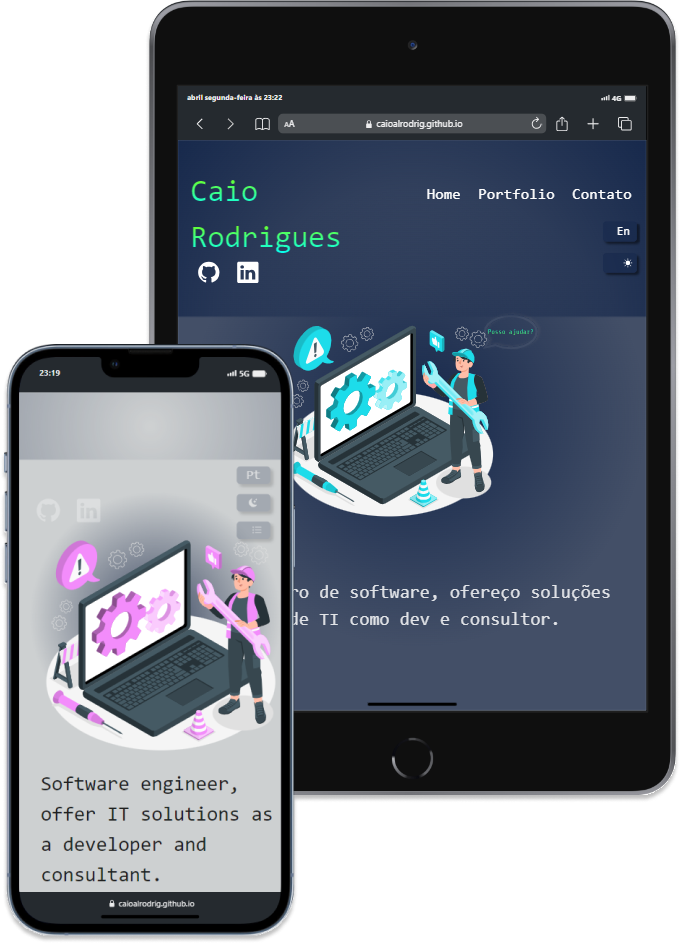 abril segunda-feira às 23:22
4G
AA
caioalrodrig.github.io
Caio
Rodrigues
Home Portfolio Contato
En
in
Posso ajudar?
ro de software, ofereço soluções
de TI como dev e consultor.
23:19
5G
Pt
in
Software engineer,
offer IT solutions as
a developer and
consultant.
caioalrodrig.github.io